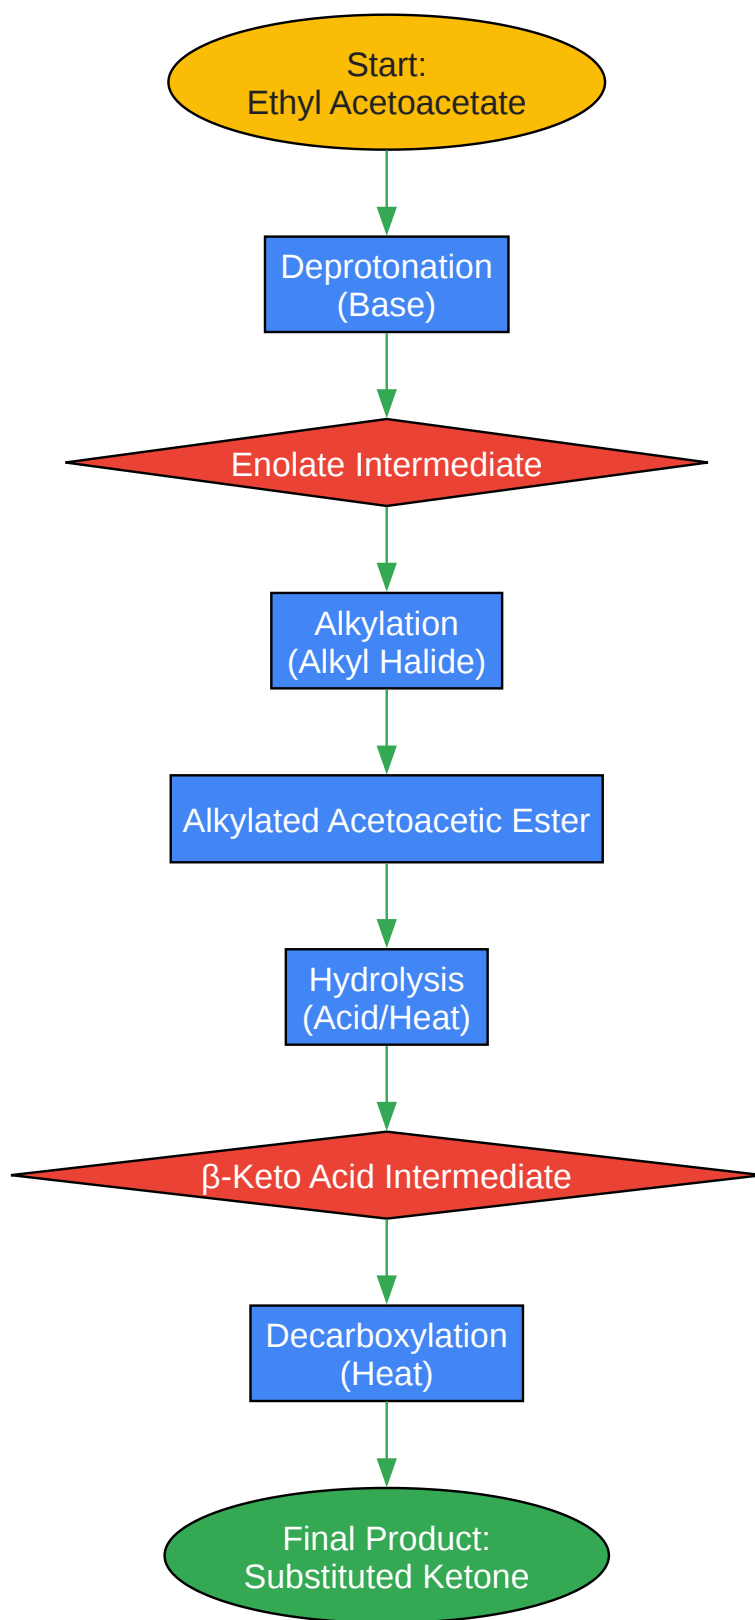 Start:
Ethyl Acetoacetate
Deprotonation
(Base)
Enolate Intermediate
Alkylation
(Alkyl Halide)
Alkylated Acetoacetic Ester
Hydrolysis
(Acid/Heat)
β-Keto Acid Intermediate
Decarboxylation
(Heat)
Final Product:
Substituted Ketone